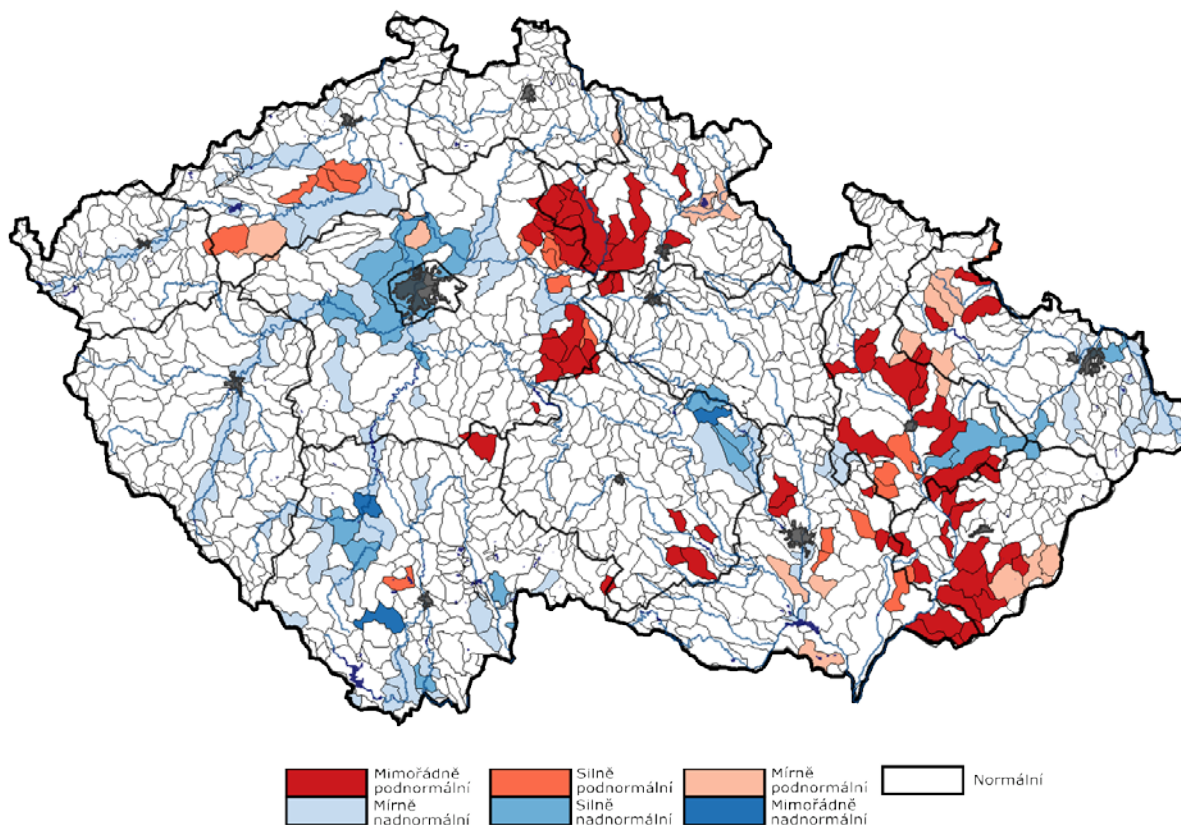 Mimořádně
podnormální
Silně
podnormální
Mírně
podnormální
Normální
Mírně
nadnormální
Silně
nadnormální
Mimořádně
nadnormální